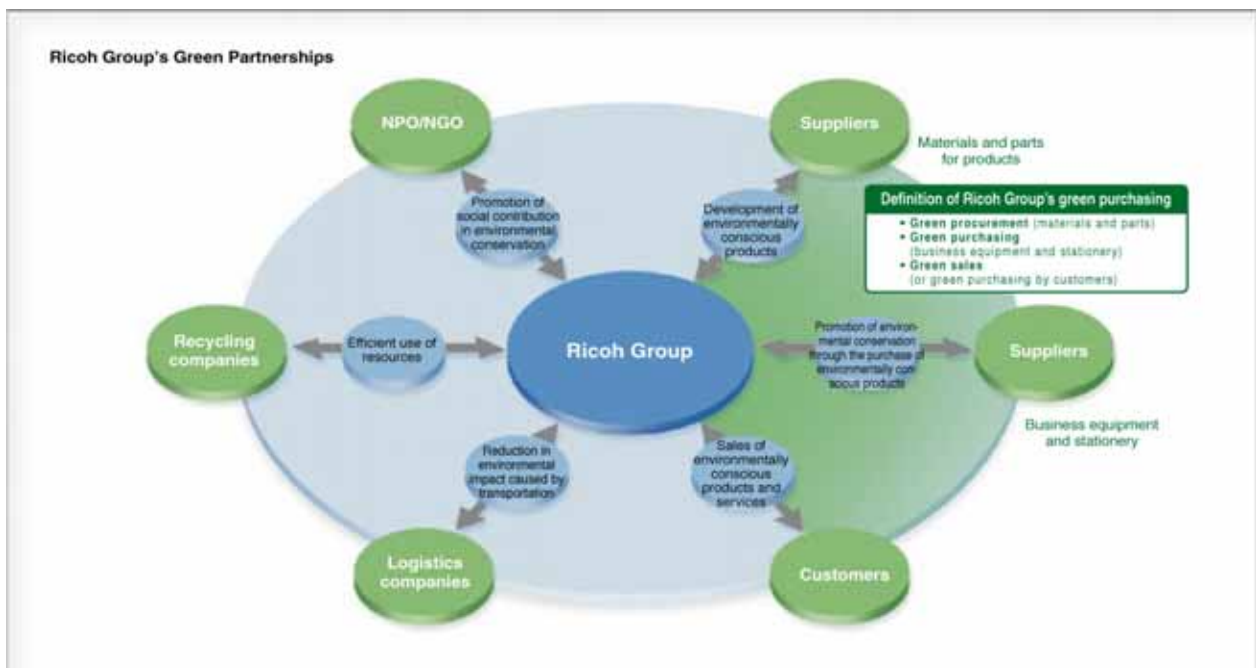 Ricoh Group's Green Partnerships
NPO/NGO
Suppliers
Materials and parts
for products
Promotion of
social contribution
in environmental
conservation
Development of
environmentally
conscious
products
Definition of Ricoh Group's green purchasing
• Green procurement (materials and parts)
• Green purchasing
(business equipment and stationery)
• Green sales
(or green purchasing by customers)
Recycling
companies
Efficient use of
resources
Ricoh Group
Promotion of environ-
mental conservation
through the purchase of
environmentally con-
scious products
Suppliers
Business equipment
and stationery
Reduction in
environmental
impact caused by
transportation
Sales of
environmentally
conscious
products and
services
Logistics
companies
Customers